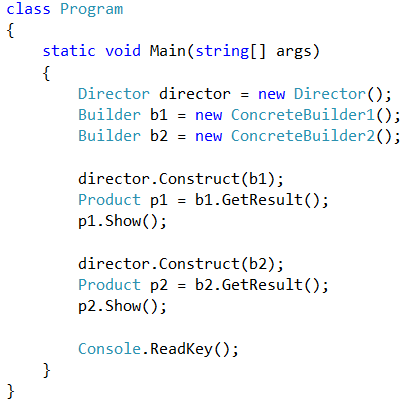 class Program
{
    static void Main(string[] args)
    {
        Director director = new Director();
        Builder b1 = new ConcreteBuilder1();
        Builder b2 = new ConcreteBuilder2();

        director.Construct(b1);
        Product p1 = b1.GetResult();
        p1.Show();

        director.Construct(b2);
        Product p2 = b2.GetResult();
        p2.Show();

        Console.ReadKey();
    }
}